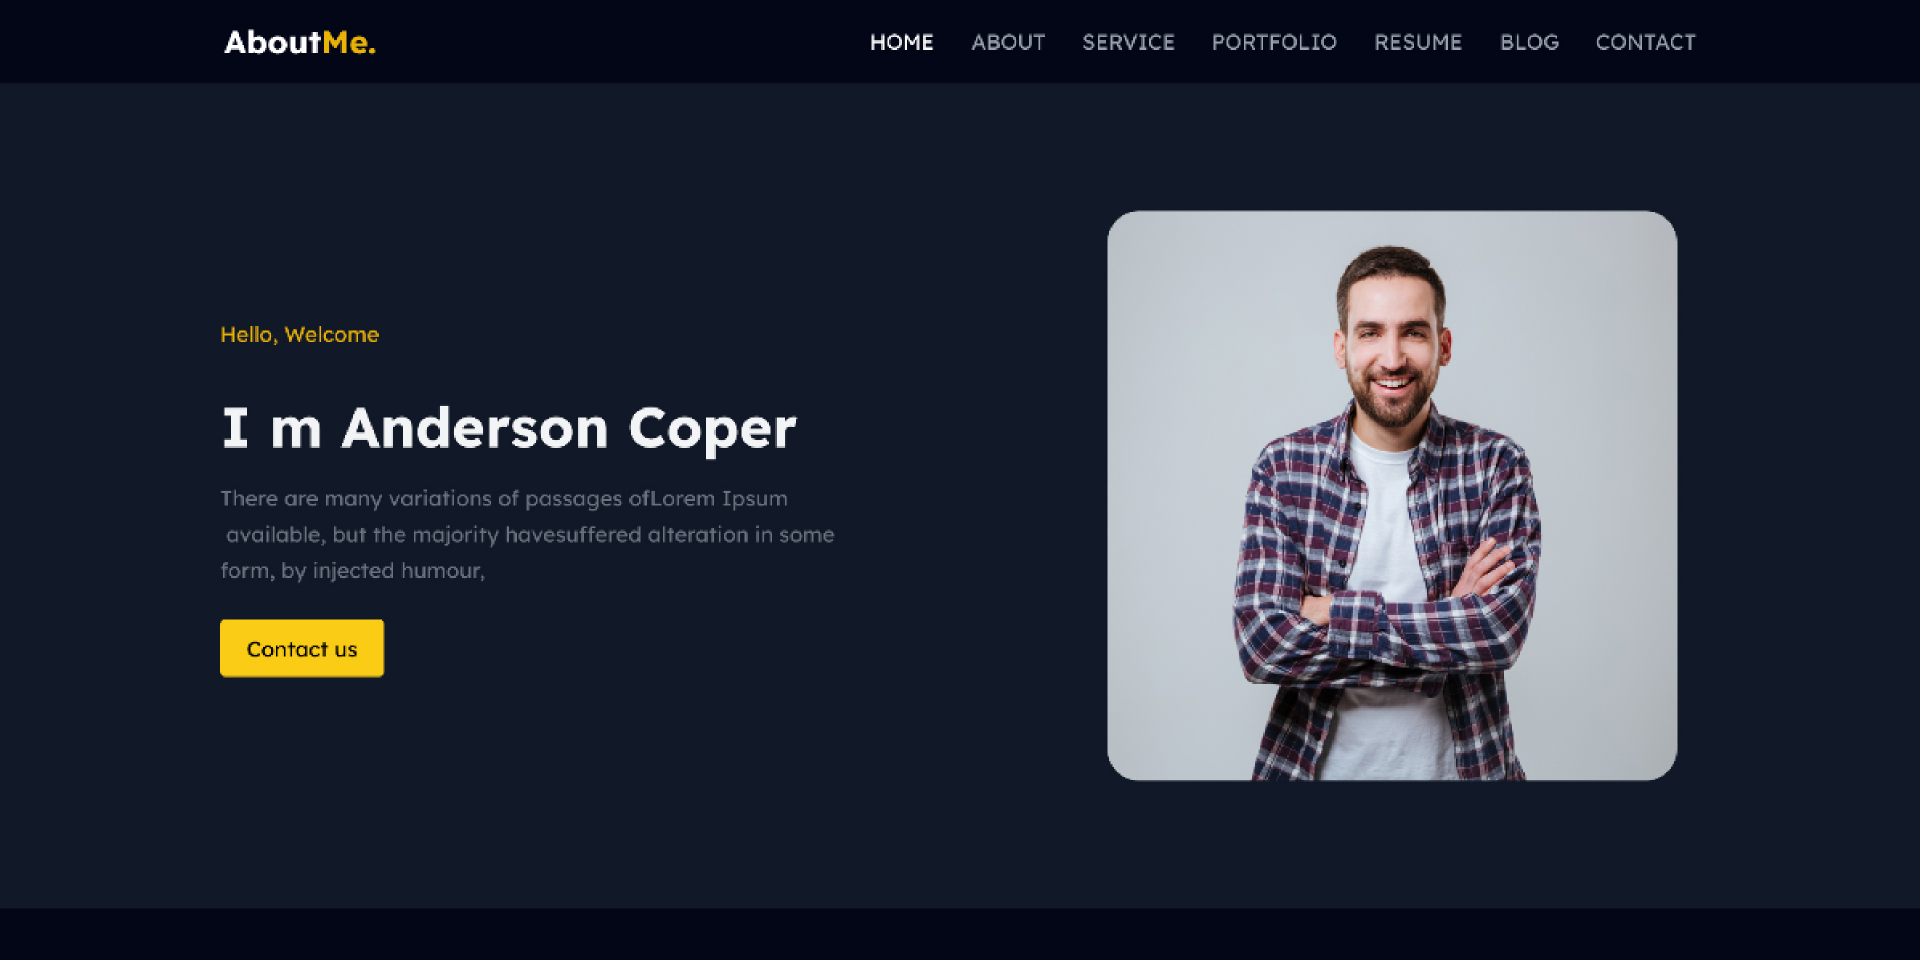 AboutMe.
HOME ABOUT SERVICE PORTFOLIO RESUME BLOG CONTACT
Hello, Welcome
I m Anderson Coper
There are many variations of passages ofLorem Ipsum
available, but the majority havesuffered alteration in some
form, by injected humour,
Contact us